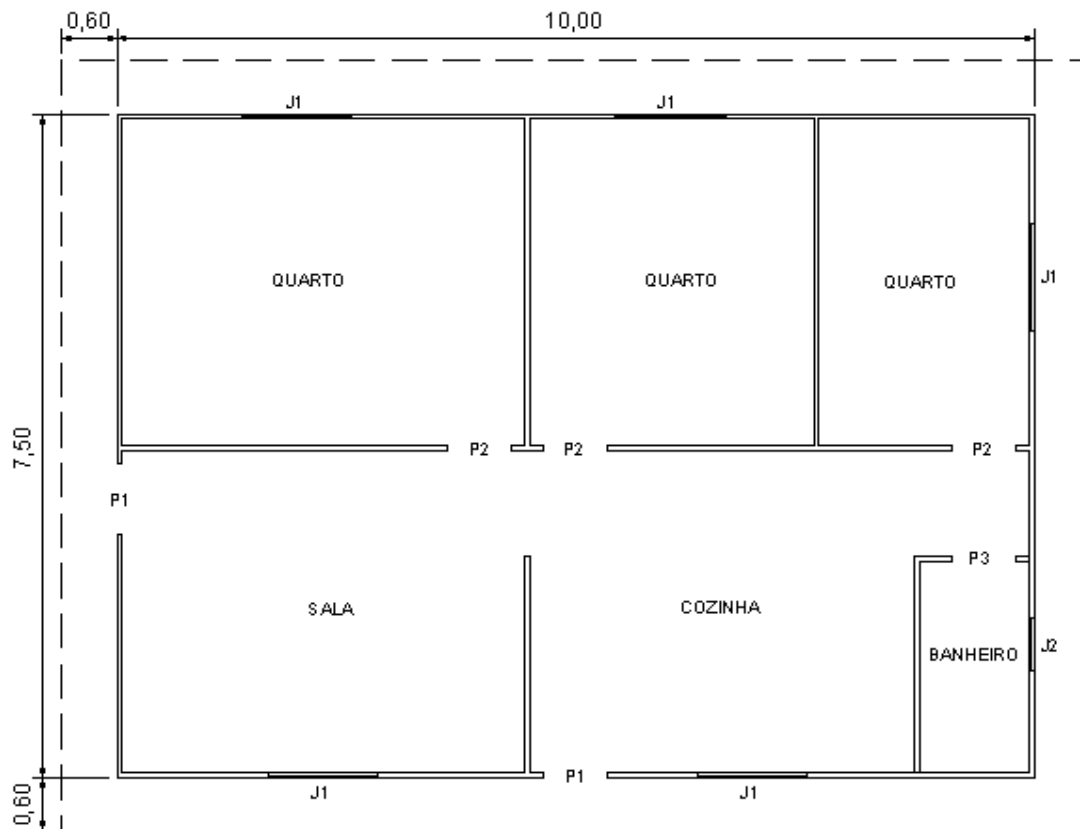 0,60
10,00
J1
J1
QUARTO
QUARTO
QUARTO
J1
7,50
P2
P2
P2
P1
P3
SALA
COZINHA
BANHEIRO
J2
P1
J1
J1
0,60